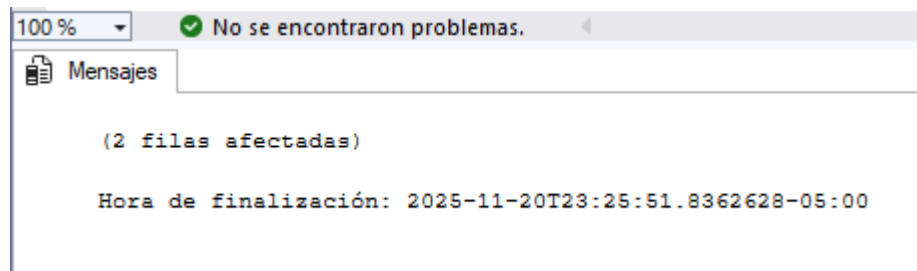 100 %
No se encontraron problemas.
Mensajes
(2 filas afectadas)
Hora de finalización: 2025-11-20T23:25:51.8362628-05:00